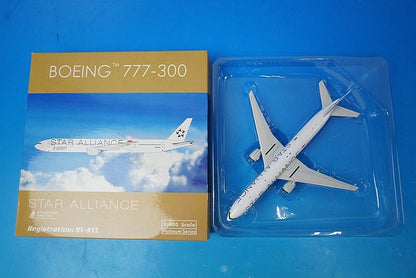 BOEING™ 777-300
STAR ALLIANCE
STAR ALLIANCE
Registration: 9V-SYL
1:400 Scale
Platinum Series